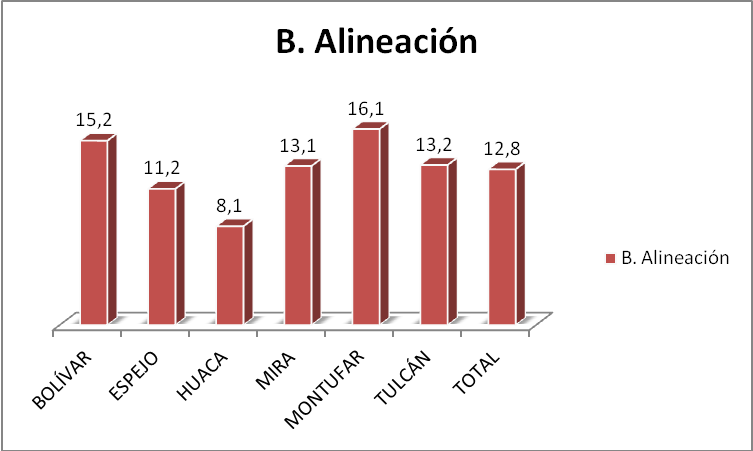 B. Alineación
15,2
11,2
8,1
13,1
16,1
13,2
12,8
B. Alineación
BOLÍVAR
ESPEJO
HUACA
MIRA
MONTUFAR
TULCÁN
TOTAL